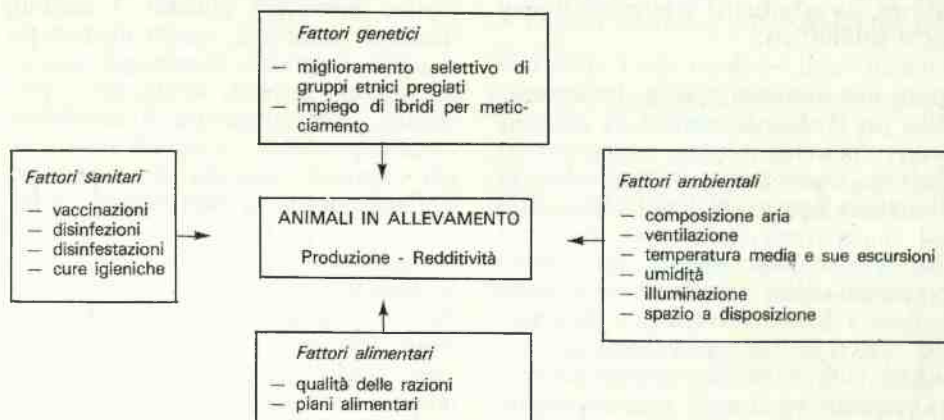 Fattori genetici
— miglioramento selettivo di
gruppi etnici pregiati
— impiego di ibridi per metic-
ciamento
Fattori sanitari
— vaccinazioni
— disinfezioni
— disinfestazioni
— cure igieniche
ANIMALI IN ALLEVAMENTO
Produzione - Redditività
Fattori ambientali
— composizione aria
— ventilazione
— temperatura media e sue escursioni
— umidità
— illuminazione
— spazio a disposizione
Fattori alimentari
— qualità delle razioni
— piani alimentari